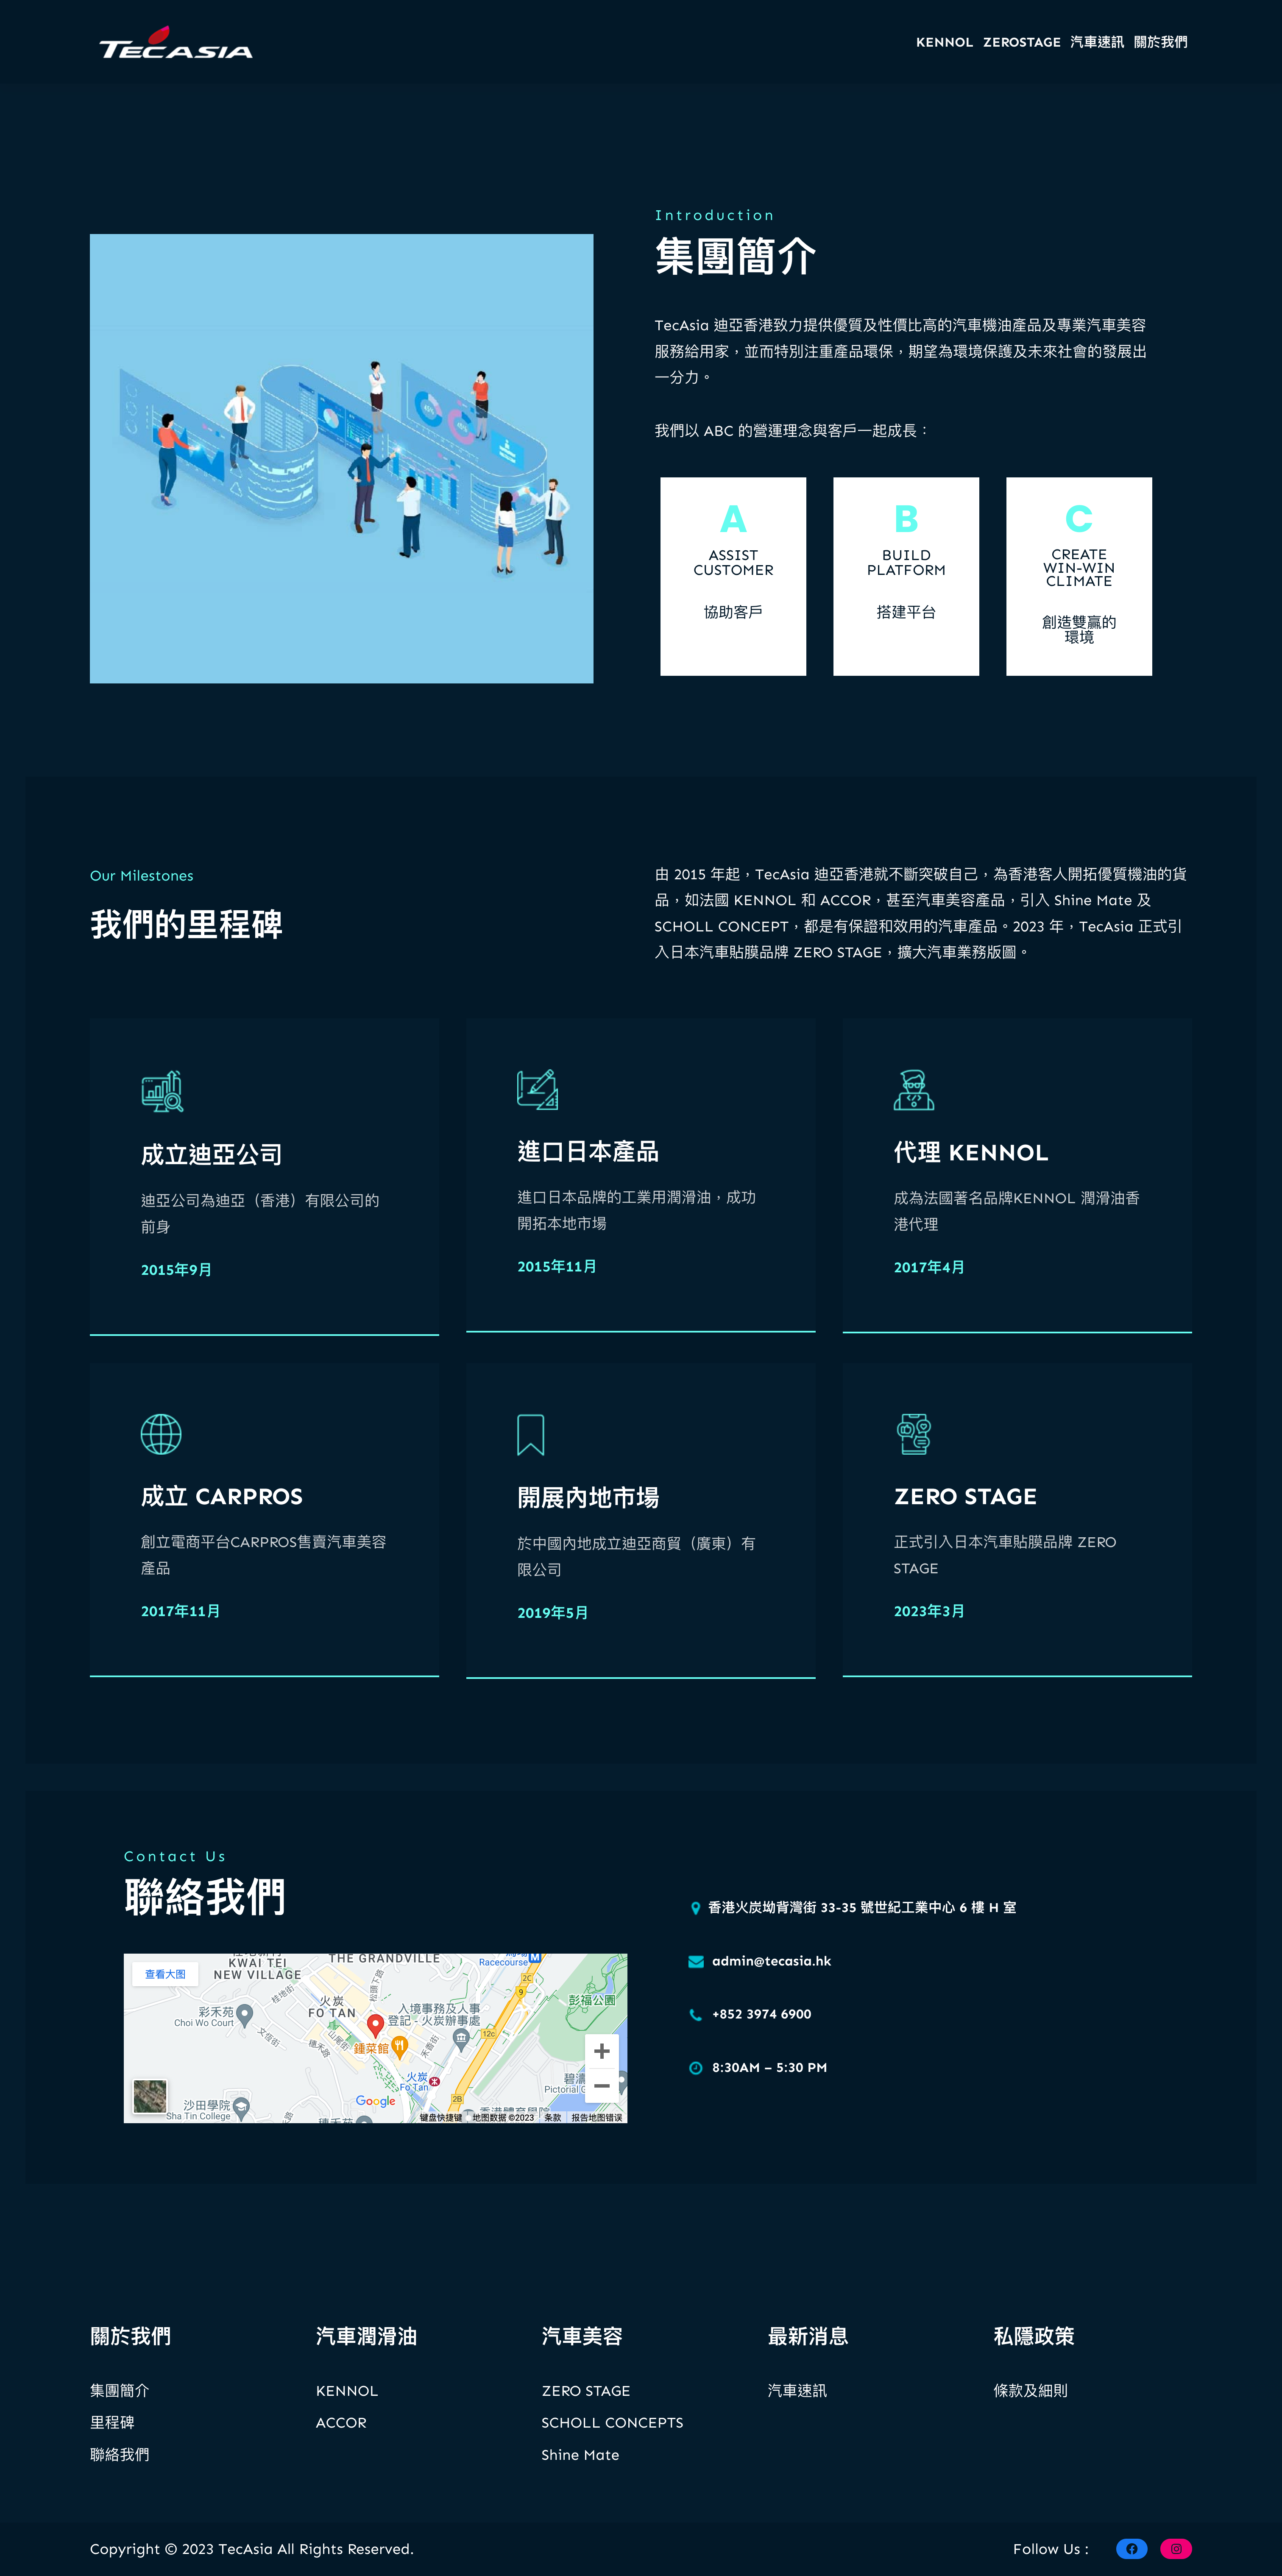 TECASIA
KENNOL ZEROSTAGE 汽車速訊 關於我們
Introduction
集團簡介
TecAsia 迪亞香港致力提供優質及性價比高的汽車機油產品及專業汽車美容
服務給用家，並而特別注重產品環保，期望為環境保護及未來社會的發展出
一分力。
我們以 ABC 的營運理念與客戶一起成長：
A
ASSIST
CUSTOMER
協助客戶
B
BUILD
PLATFORM
搭建平台
C
CREATE
WIN-WIN
CLIMATE
創造雙贏的
環境
Our Milestones
我們的里程碑
由 2015 年起，TecAsia 迪亞香港就不斷突破自己，為香港客人開拓優質機油的貨
品，如法國 KENNOL 和 ACCOR，甚至汽車美容產品，引入 Shine Mate 及
SCHOLL CONCEPT，都是有保證和效用的汽車產品。2023 年，TecAsia 正式引
入日本汽車貼膜品牌 ZERO STAGE，擴大汽車業務版圖。
成立迪亞公司
迪亞公司為迪亞（香港）有限公司的
前身
2015年9月
進口日本產品
進口日本品牌的工業用潤滑油，成功
開拓本地市場
2015年11月
代理 KENNOL
成為法國著名品牌KENNOL 潤滑油香
港代理
2017年4月
成立 CARPROS
創立電商平台CARPROS售賣汽車美容
產品
2017年11月
開展內地市場
於中國內地成立迪亞商貿（廣東）有
限公司
2019年5月
ZERO STAGE
正式引入日本汽車貼膜品牌 ZERO
STAGE
2023年3月
Contact Us
聯絡我們
查看大图
KWAI TEI
NEW VILLAGE
THE GRANDVILLE
Racecourse
彩禾苑
Choi Wo Court
桂地街
火炭
FO TAN
入境事務及人事
登記 - 火炭辦事處
彭福公園
2C
9
12c
鍾菜館
山尾街
穗禾路
禾香街
火炭
Fo Tan
2B
沙田學院
Sha Tin College
穗禾苑
Google
键盘快捷键 地图数据 ©2023 条款 报告地图错误
香港火炭坳背灣街 33-35 號世紀工業中心 6 樓 H 室
admin@tecasia.hk
+852 3974 6900
8:30AM – 5:30 PM
關於我們
集團簡介
里程碑
聯絡我們
汽車潤滑油
KENNOL
ACCOR
汽車美容
ZERO STAGE
SCHOLL CONCEPTS
Shine Mate
最新消息
汽車速訊
私隱政策
條款及細則
Copyright © 2023 TecAsia All Rights Reserved.
Follow Us :